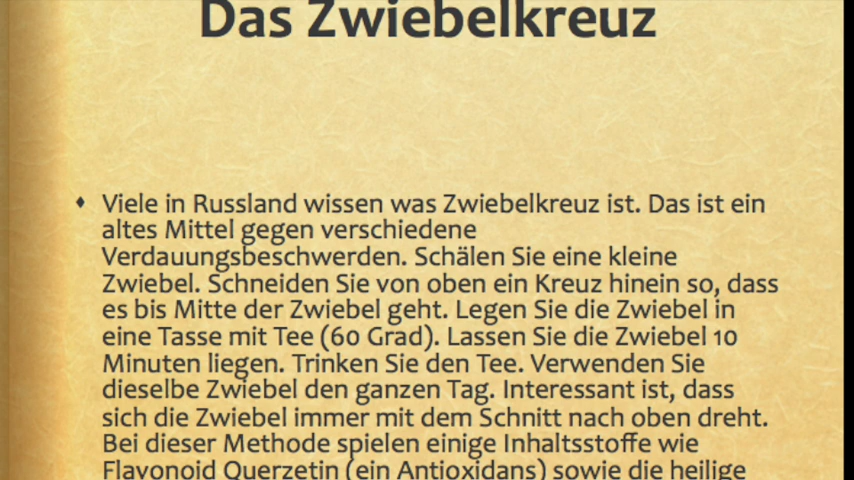 Das Zwiebelkreuz
Viele in Russland wissen was Zwiebelkreuz ist. Das ist ein
altes Mittel gegen verschiedene
Verdauungsbeschwerden. Schälen Sie eine kleine
Zwiebel. Schneiden Sie von oben ein Kreuz hinein so, dass
es bis Mitte der Zwiebel geht. Legen Sie die Zwiebel in
eine Tasse mit Tee (60 Grad). Lassen Sie die Zwiebel 10
Minuten liegen. Trinken Sie den Tee. Verwenden Sie
dieselbe Zwiebel den ganzen Tag. Interessant ist, dass
sich die Zwiebel immer mit dem Schnitt nach oben dreht.
Bei dieser Methode spielen einige Inhaltsstoffe wie
Flavonoid Querzetin (ein Antioxidans) sowie die heilige